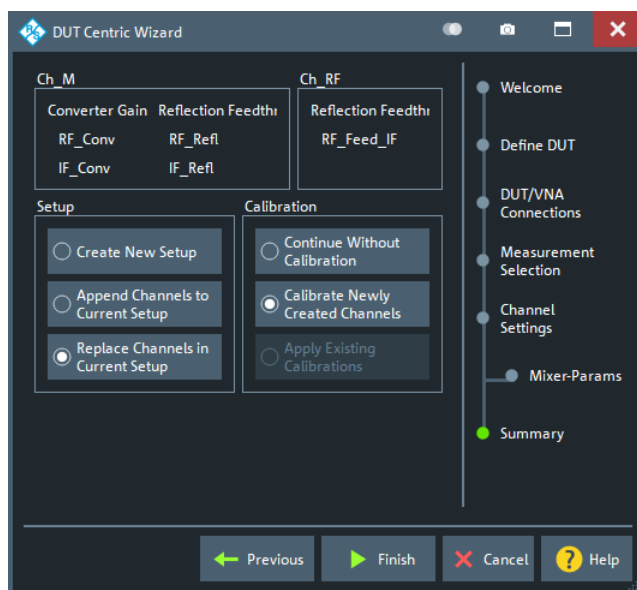 DUT Centric Wizard
Ch_M
Converter Gain Reflection Feedthr
RF_Conv RF_Refl
IF_Conv IF_Refl
Ch_RF
Reflection Feedthr
RF_Feed_IF
Setup
Create New Setup
Append Channels to
Current Setup
Replace Channels in
Current Setup
Calibration
Continue Without
Calibration
Calibrate Newly
Created Channels
Apply Existing
Calibrations
Welcome
Define DUT
DUT/VNA
Connections
Measurement
Selection
Channel
Settings
Mixer-Params
Summary
Previous
Finish
Cancel
? Help